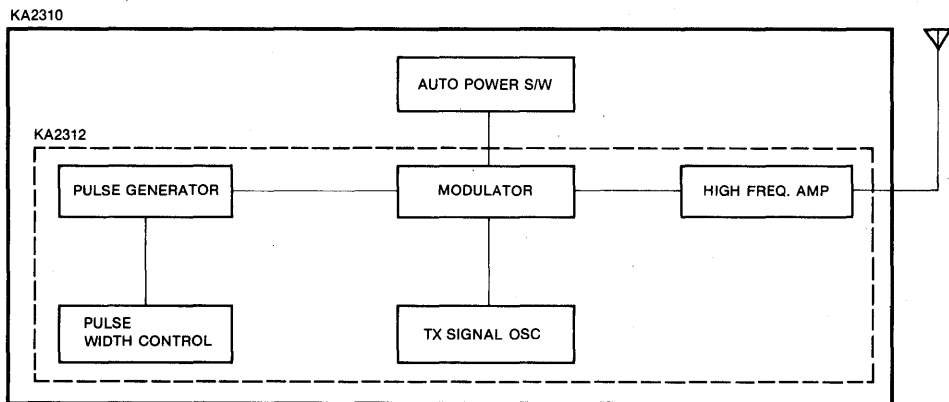 KA2310
AUTO POWER S/W
KA2312
PULSE GENERATOR
MODULATOR
HIGH FREQ. AMP
PULSE
WIDTH CONTROL
TX SIGNAL OSC